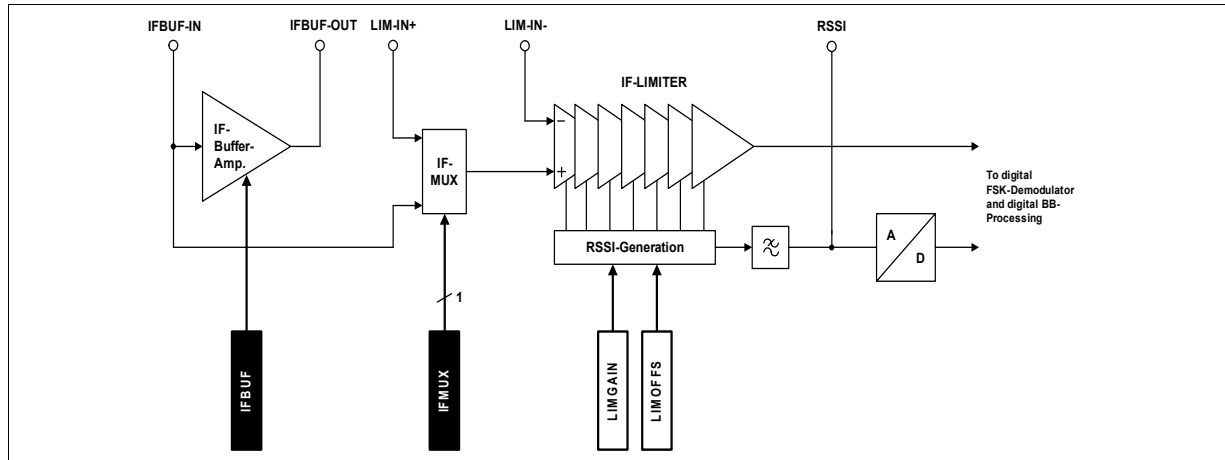 IFBUF-IN
IFBUF-OUT
LIM-IN+
LIM-IN-
RSSI
IF-LIMITER
IF-
Buffer-
Amp.
IF-
MUX
−
+
To digital
FSK-Demodulator
and digital BB-
Processing
RSSI-Generation
A
D
1
IFBUF
IFMUX
LIMGAIN
LIMOFFS